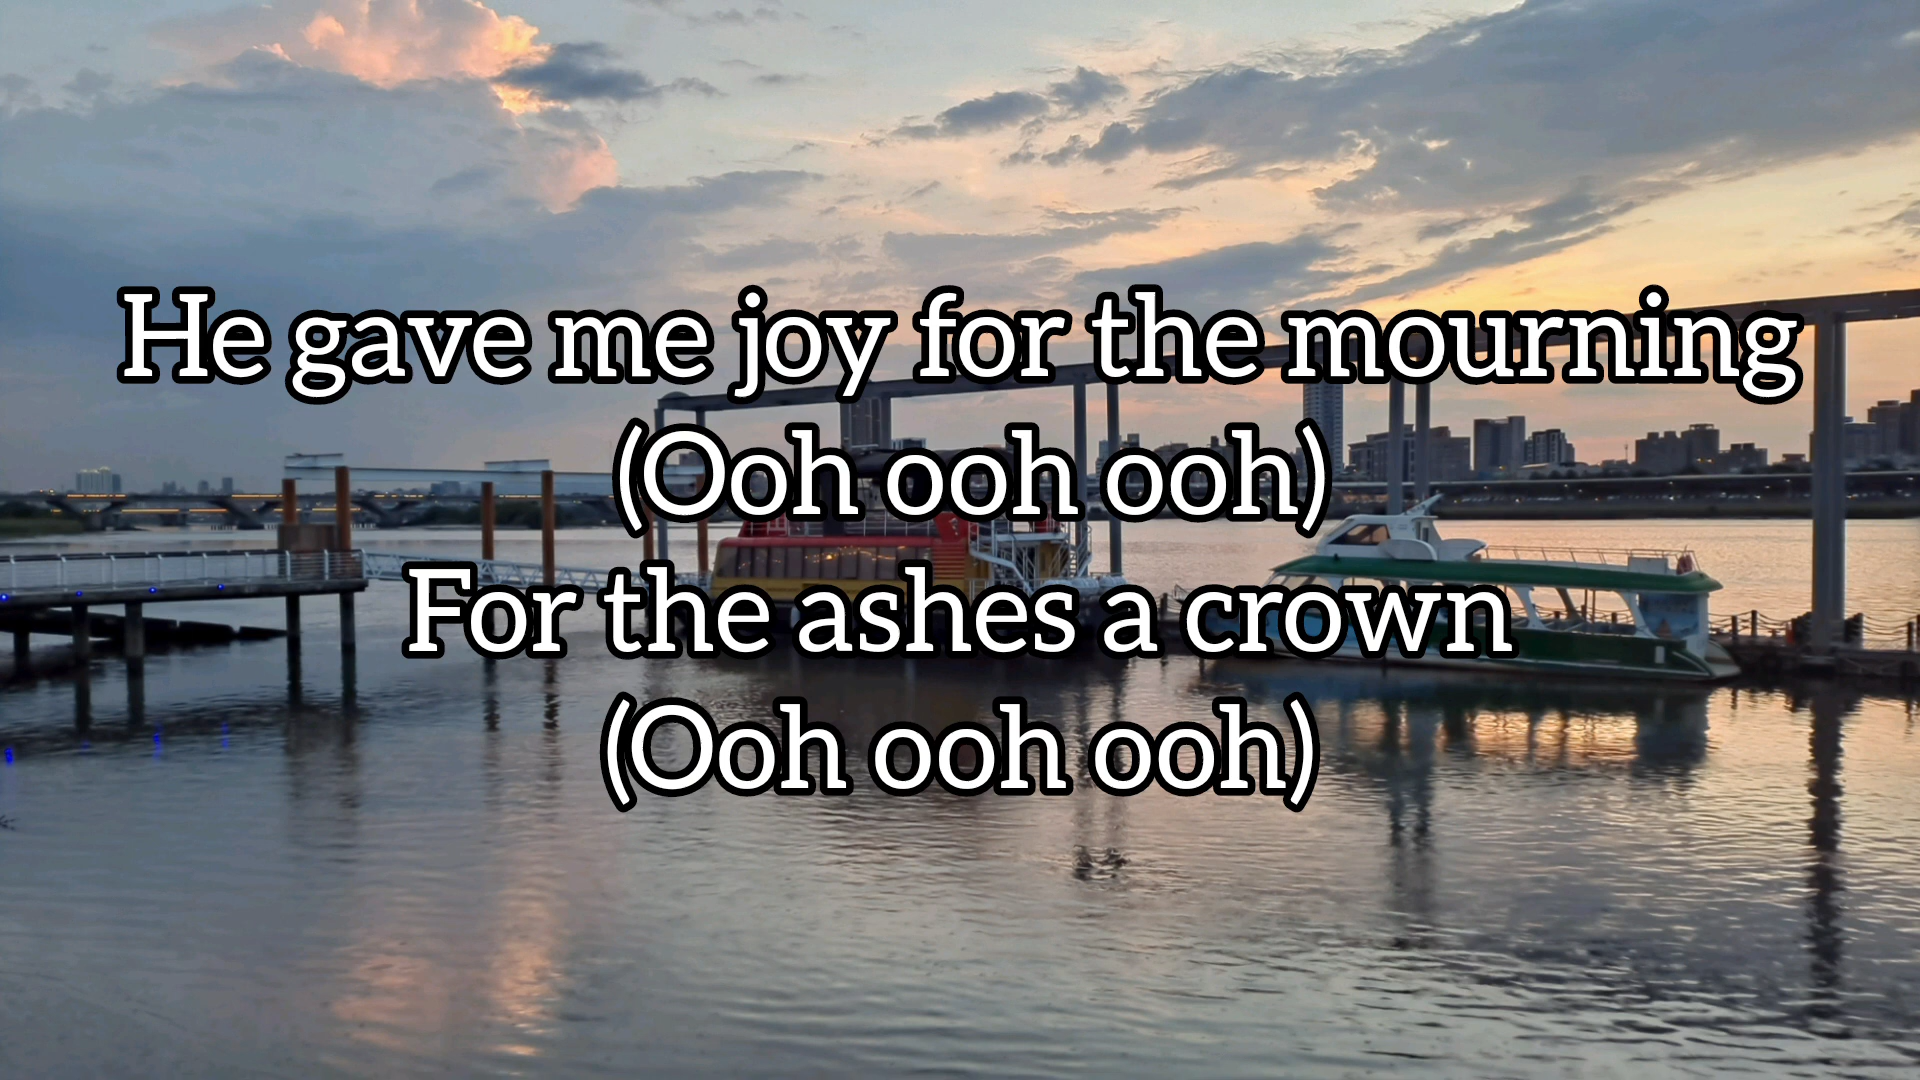 He gave me joy for the mourning
(Ooh ooh ooh)
For the ashes a crown
(Ooh ooh ooh)